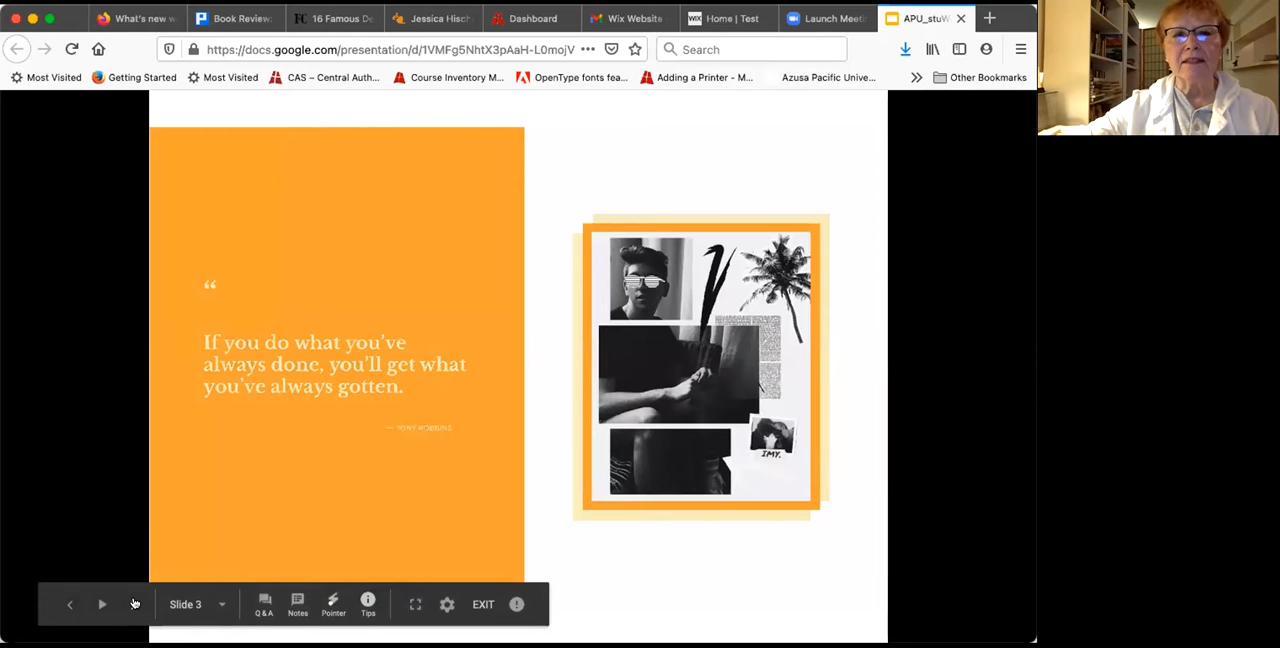 What's new w
Book Review:
16 Famous De
Jessica Hisch
Dashboard
Wix Website
WIX Home | Test
Launch Meeti
APU_stuW
https://docs.google.com/presentation/d/1VMFg5NhtX3pAaH-L0mojV
Search
Most Visited
Getting Started
Most Visited
CAS – Central Auth...
Course Inventory M...
OpenType fonts fea...
Adding a Printer - M...
Azusa Pacific Unive...
Other Bookmarks
“
If you do what you've
always done, you'll get what
you've always gotten.
— TONY ROBBINS
IMY.
Slide 3
Q & A
Notes
Pointer
Tips
EXIT